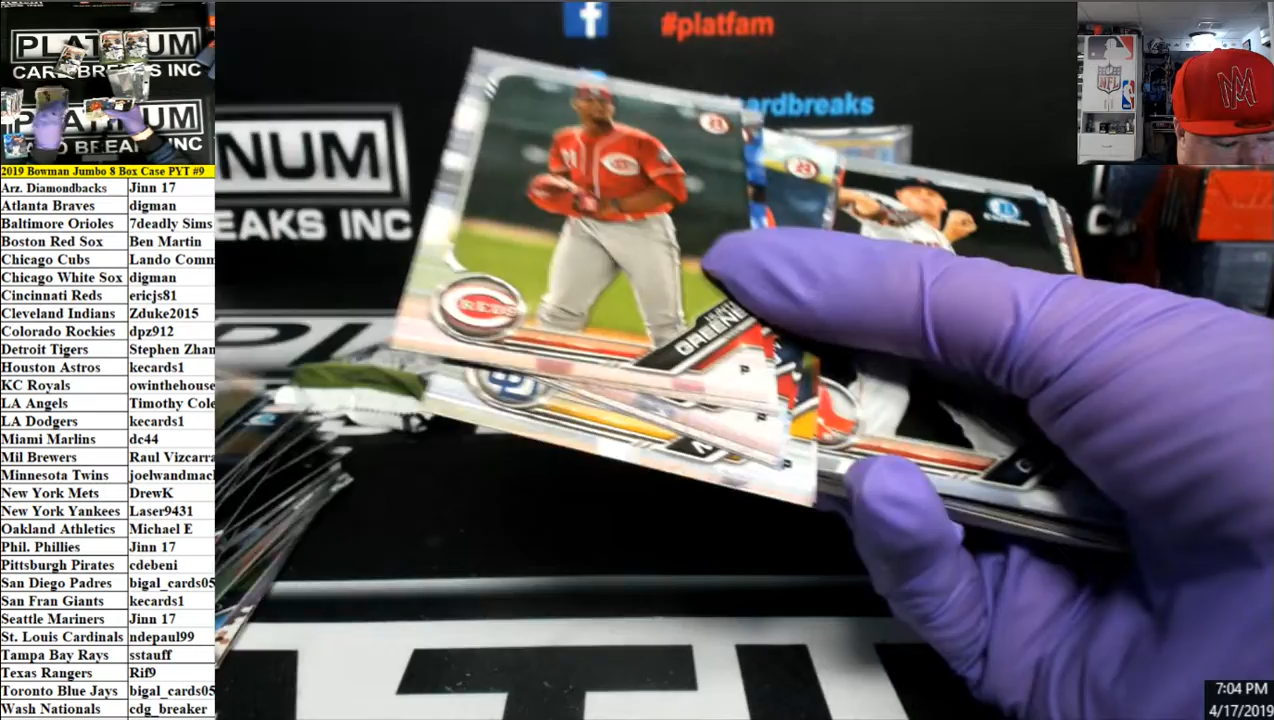 PLATINUM
CARD BREAKS INC
PLATINUM
#platfam
cardbreaks
NUM
EAKS INC
NFL
2019 Bowman Jumbo 8 Box Case PYT #9
Arz. Diamondbacks Jinn 17
Atlanta Braves digman
Baltimore Orioles 7deadly Sims
Boston Red Sox Ben Martin
Chicago Cubs Lando Comm
Chicago White Sox digman
Cincinnati Reds ericjs81
Cleveland Indians Zduke2015
Colorado Rockies dpz912
Detroit Tigers Stephen Zhan
Houston Astros kecards1
KC Royals owinthehouse
LA Angels Timothy Cole
LA Dodgers kecards1
Miami Marlins dc44
Mil Brewers Raul Vizcarra
Minnesota Twins joelwandmac
New York Mets DrewK
New York Yankees Laser9431
Oakland Athletics Michael E
Phil. Phillies Jinn 17
Pittsburgh Pirates cdebeni
San Diego Padres bigal_cards05
San Fran Giants kecards1
Seattle Mariners Jinn 17
St. Louis Cardinals ndepaul99
Tampa Bay Rays sstauff
Texas Rangers Rif9
Toronto Blue Jays bigal_cards05
Wash Nationals cdg_breaker
REDS
GREENE
P
7:04 PM
4/17/2019